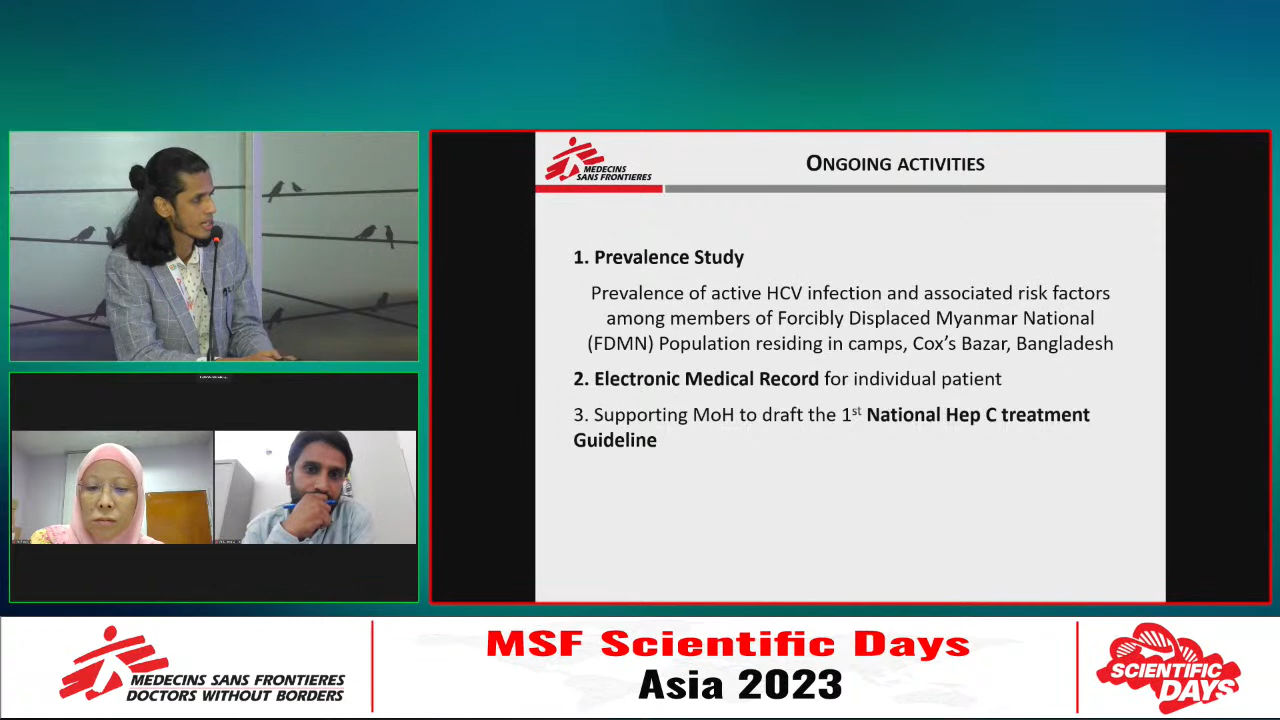 MEDECINS
SANS FRONTIERES
ONGOING ACTIVITIES
1. Prevalence Study
Prevalence of active HCV infection and associated risk factors
among members of Forcibly Displaced Myanmar National
(FDMN) Population residing in camps, Cox's Bazar, Bangladesh
2. Electronic Medical Record for individual patient
3. Supporting MoH to draft the 1st National Hep C treatment
Guideline
MEDECINS SANS FRONTIERES
DOCTORS WITHOUT BORDERS
MSF Scientific Days
Asia 2023
SCIENTIFIC
DAYS